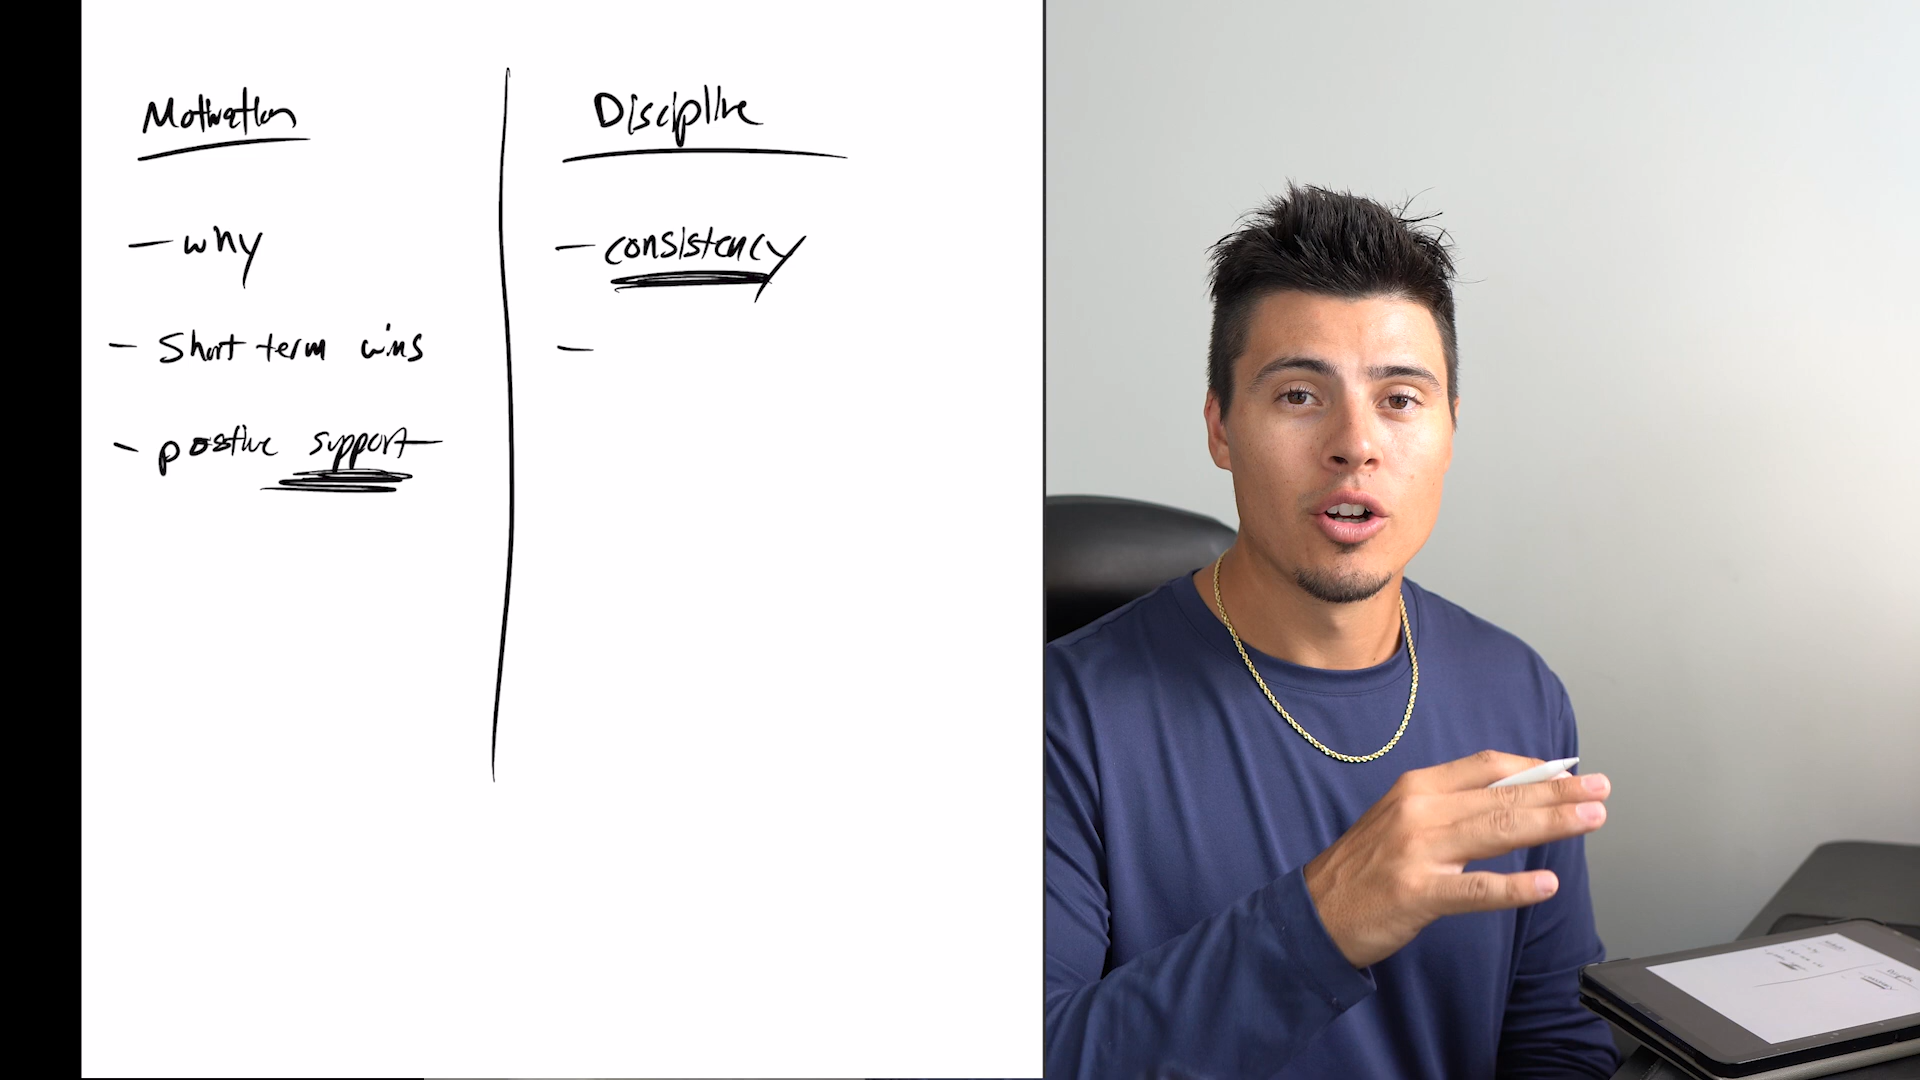 Motivation
- why
- Short term wins
- positive support
Discipline
- consistency
-